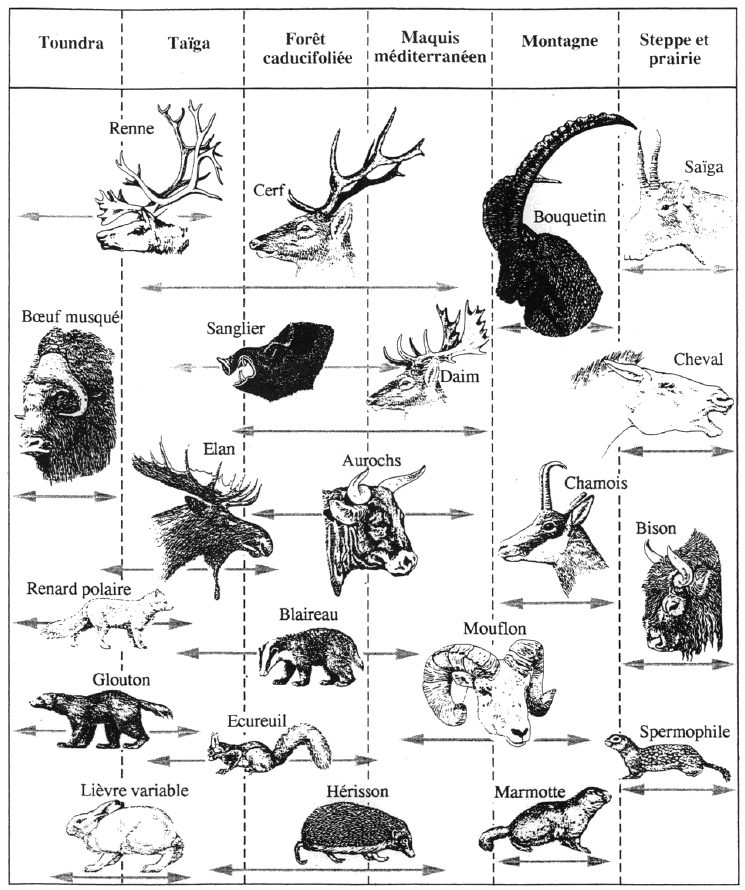 Toundra
Taïga
Forêt
caducifoliée
Maquis
méditerranéen
Montagne
Steppe et
prairie
Renne
Cerf
Bouquetin
Saïga
Bœuf musqué
Sanglier
Daim
Cheval
Elan
Aurochs
Chamois
Bison
Renard polaire
Blaireau
Mouflon
Glouton
Ecureuil
Spermophile
Lièvre variable
Hérisson
Marmotte